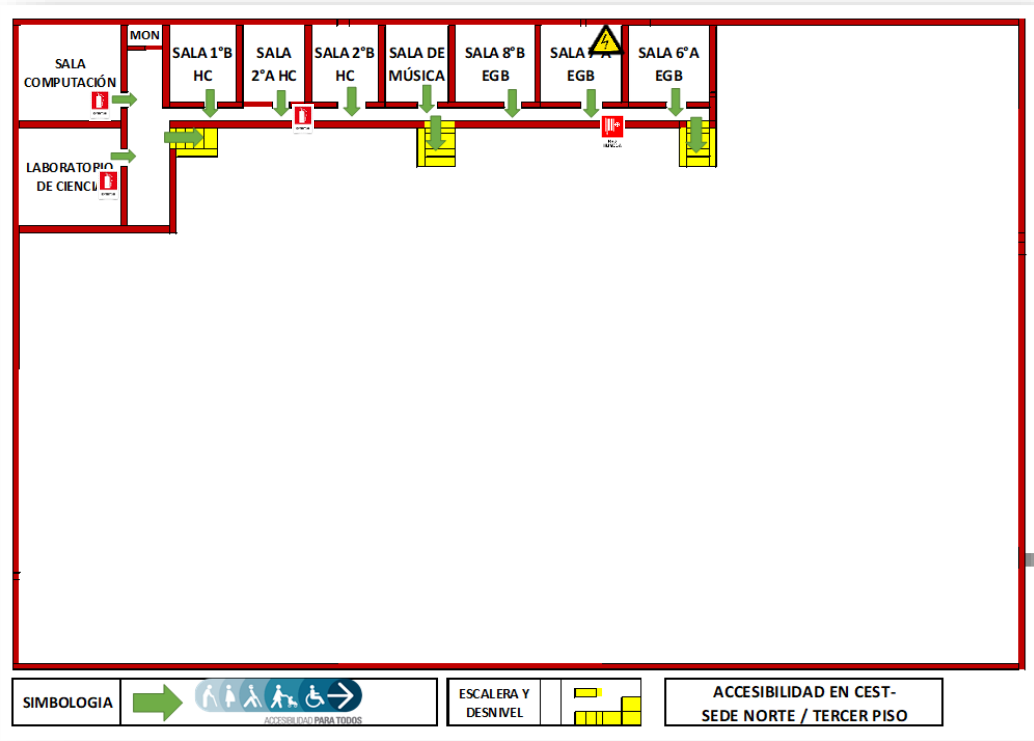 MON
SALA
COMPUTACIÓN
SALA 1°B
HC
SALA
2°A HC
SALA 2°B
HC
SALA DE
MÚSICA
SALA 8°B
EGB
SALA
EGB
SALA 6°A
EGB
LABORATORIO
DE CIENCI
SIMBOLOGIA
ACCESIBILIDAD PARA TODOS
ESCALERA Y
DESNIVEL
ACCESIBILIDAD EN CEST-
SEDE NORTE / TERCER PISO